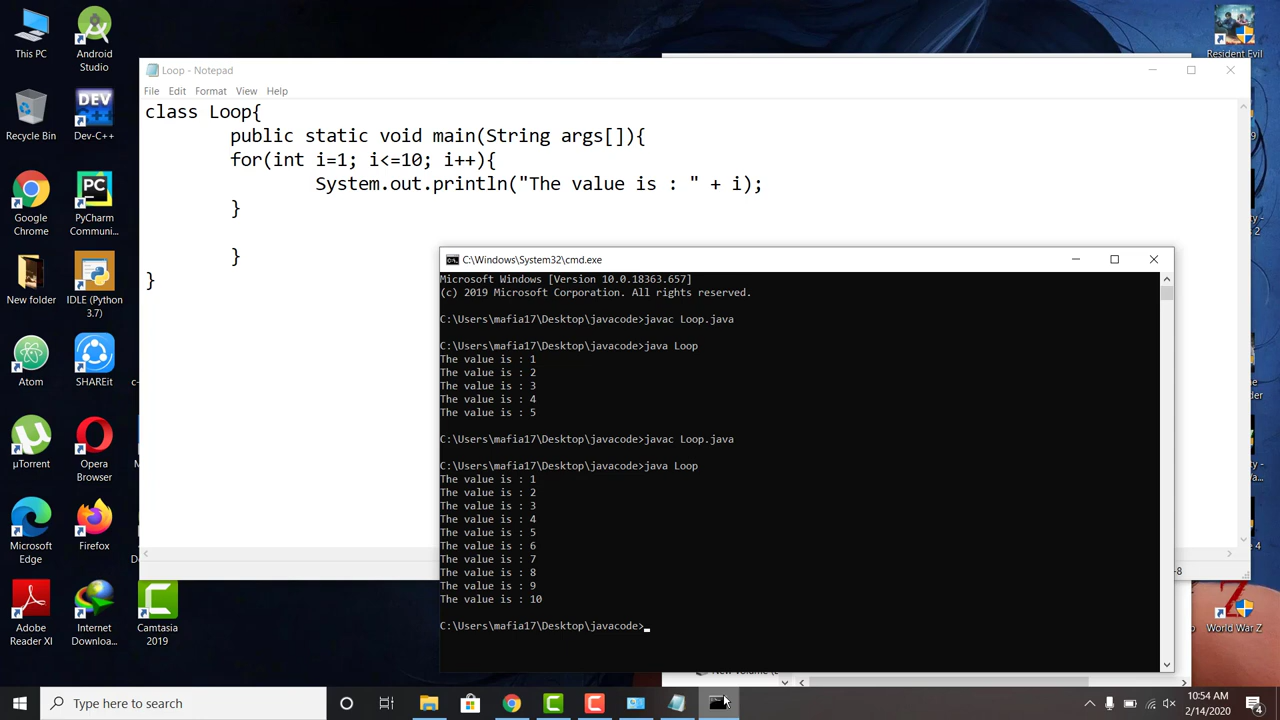 This PC
Android
Studio
Recycle Bin
Dev-C++
Google
Chrome
PyCharm
Communi...
New folder
IDLE (Python
3.7)
Atom
SHAREit
µTorrent
Opera
Browser
Microsoft
Edge
Firefox
Adobe
Reader XI
Internet
Downloa...
Camtasia
2019
Resident Evil
World War Z
Loop - Notepad
File Edit Format View Help
class Loop{
public static void main(String args[]){
for(int i=1; i<=10; i++){
System.out.println("The value is : " + i);
}
}
}
C:\Windows\System32\cmd.exe
Microsoft Windows [Version 10.0.18363.657]
(c) 2019 Microsoft Corporation. All rights reserved.
C:\Users\mafia17\Desktop\javacode>javac Loop.java
C:\Users\mafia17\Desktop\javacode>java Loop
The value is : 1
The value is : 2
The value is : 3
The value is : 4
The value is : 5
C:\Users\mafia17\Desktop\javacode>javac Loop.java
C:\Users\mafia17\Desktop\javacode>java Loop
The value is : 1
The value is : 2
The value is : 3
The value is : 4
The value is : 5
The value is : 6
The value is : 7
The value is : 8
The value is : 9
The value is : 10
C:\Users\mafia17\Desktop\javacode>
Type here to search
10:54 AM
2/14/2020
4